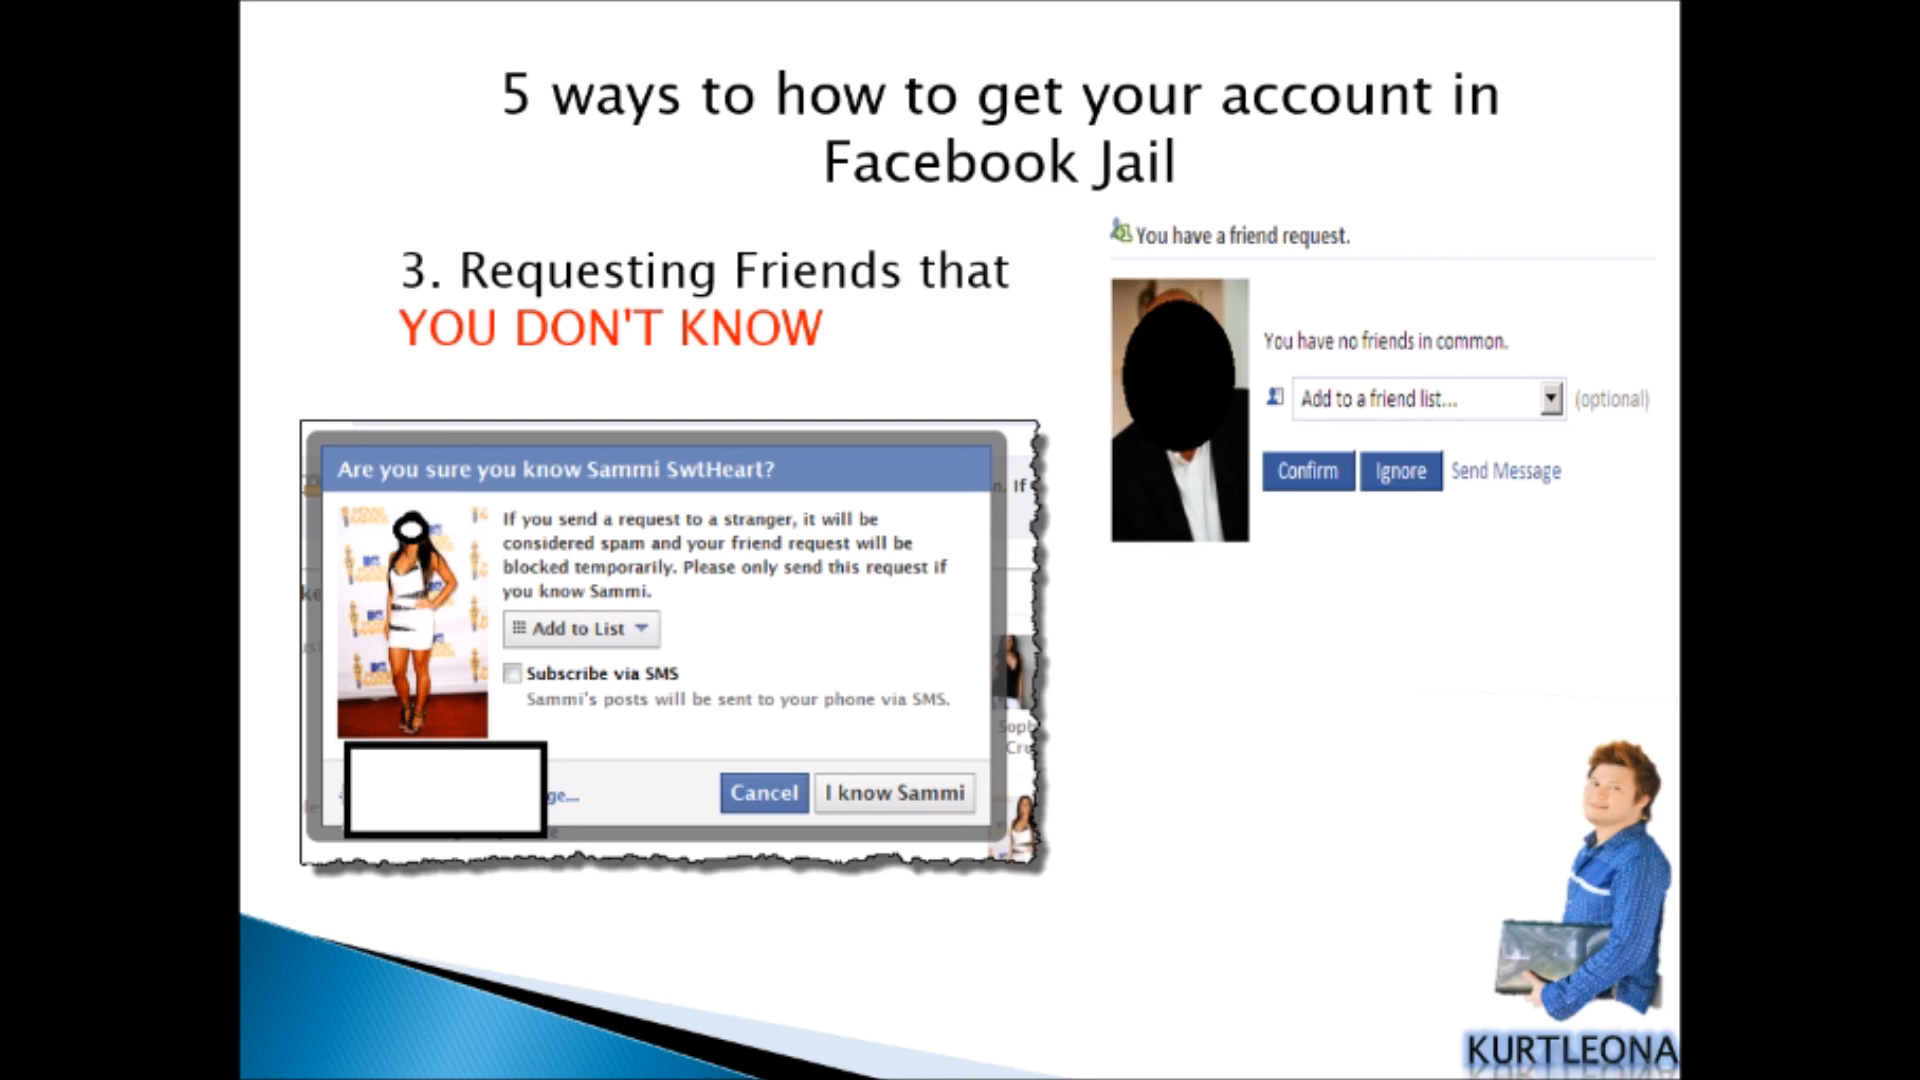 5 ways to how to get your account in
Facebook Jail
3. Requesting Friends that
YOU DON'T KNOW
You have a friend request.
You have no friends in common.
Add to a friend list... (optional)
Confirm Ignore Send Message
Are you sure you know Sammi SwtHeart?
If you send a request to a stranger, it will be
considered spam and your friend request will be
blocked temporarily. Please only send this request if
you know Sammi.
Add to List
Subscribe via SMS
Sammi's posts will be sent to your phone via SMS.
Cancel I know Sammi
n. If
ge...
KURTLEONA